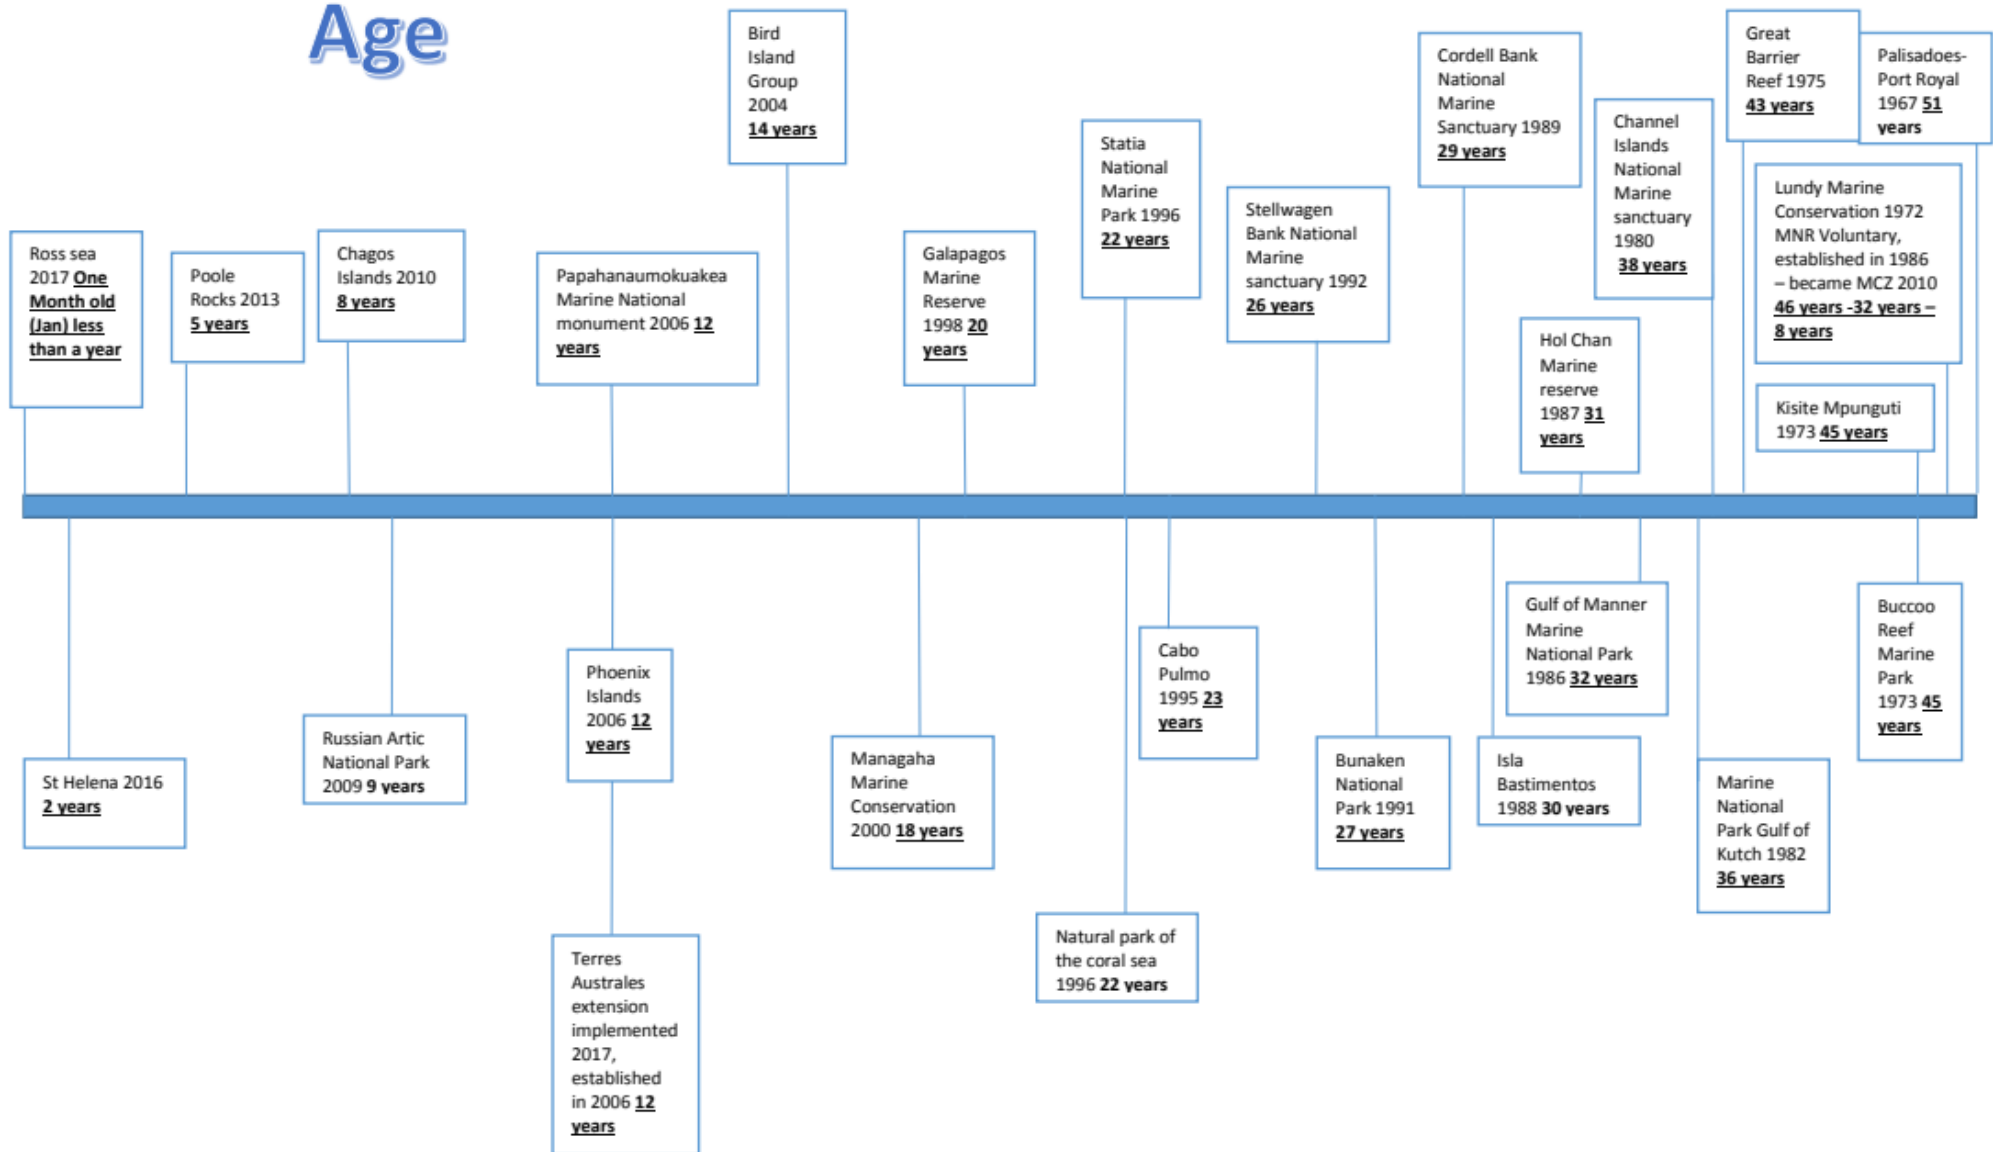 Age
Bird
Island
Group
2004
14 years
Great
Barrier
Reef 1975
43 years
Palisadoes-
Port Royal
1967 51
years
Cordell Bank
National
Marine
Sanctuary 1989
29 years
Channel
Islands
National
Marine
sanctuary
1980
38 years
Statia
National
Marine
Park 1996
22 years
Lundy Marine
Conservation 1972
MNR Voluntary,
established in 1986
– became MCZ 2010
46 years -32 years –
8 years
Stellwagen
Bank National
Marine
sanctuary 1992
26 years
Ross sea
2017 One
Month old
(Jan) less
than a year
Poole
Rocks 2013
5 years
Chagos
Islands 2010
8 years
Papahanaumokuakea
Marine National
monument 2006 12
years
Galapagos
Marine
Reserve
1998 20
years
Hol Chan
Marine
reserve
1987 31
years
Kisite Mpunguti
1973 45 years
St Helena 2016
2 years
Russian Artic
National Park
2009 9 years
Phoenix
Islands
2006 12
years
Terres
Australes
extension
implemented
2017,
established
in 2006 12
years
Managaha
Marine
Conservation
2000 18 years
Natural park of
the coral sea
1996 22 years
Cabo
Pulmo
1995 23
years
Bunaken
National
Park 1991
27 years
Isla
Bastimentos
1988 30 years
Gulf of Manner
Marine
National Park
1986 32 years
Marine
National
Park Gulf of
Kutch 1982
36 years
Buccoo
Reef
Marine
Park
1973 45
years